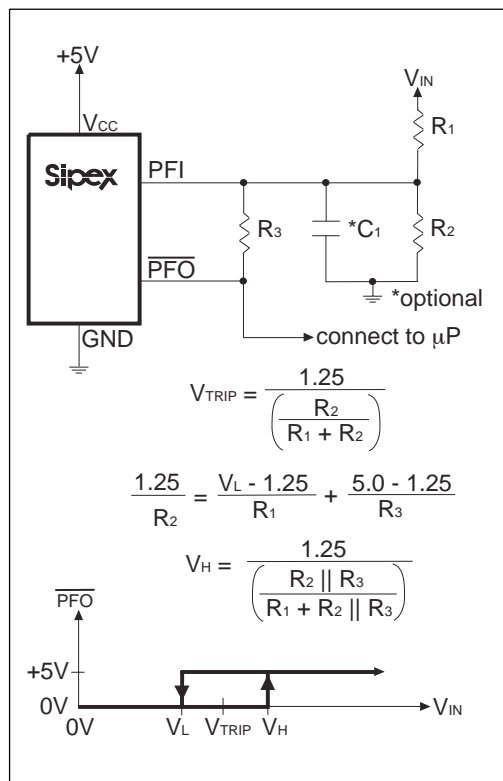 +5V
VIN
VCC
R1
Sipex
PFI
R3
*C1
R2
PFO
*optional
GND
connect to µP
VTRIP = 1.25 / (R2 / (R1 + R2))
1.25 / R2 = (VL - 1.25) / R1 + (5.0 - 1.25) / R3
VH = 1.25 / (R2 || R3 / (R1 + R2 || R3))
PFO
+5V
0V
0V
VL
VTRIP
VH
VIN